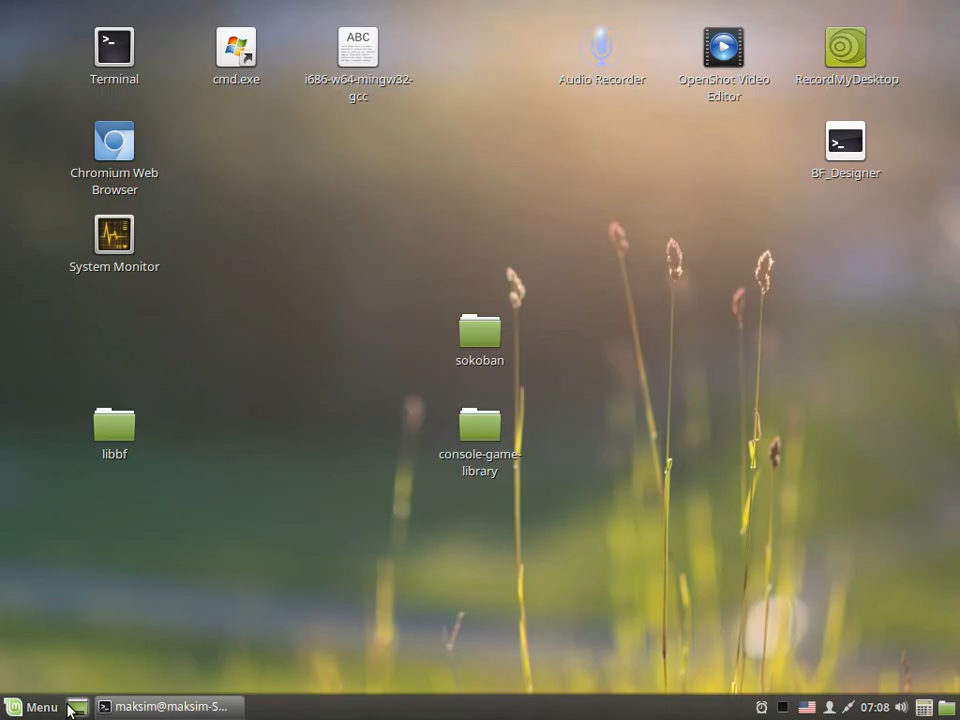 Terminal
cmd.exe
ABC
i686-w64-mingw32-
gcc
Audio Recorder
OpenShot Video
Editor
RecordMyDesktop
Chromium Web
Browser
BF_Designer
System Monitor
sokoban
libbf
console-game-
library
Menu
maksim@maksim-S...
07:08